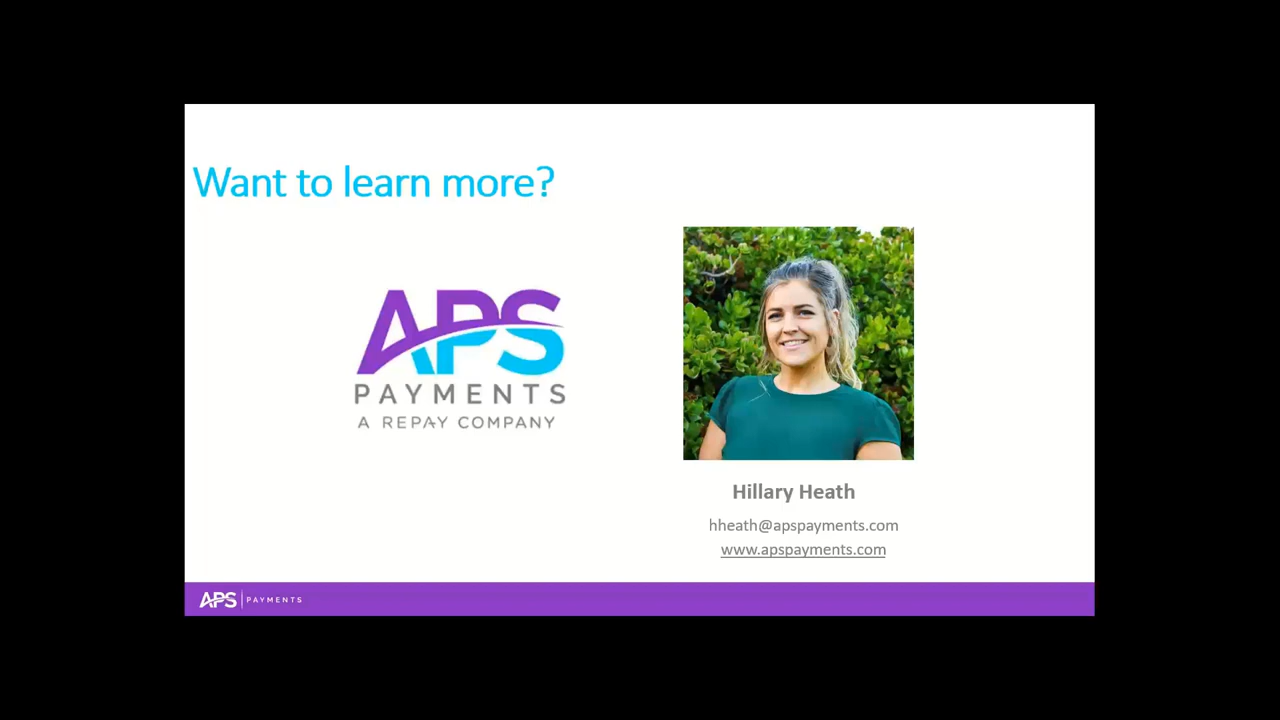 Want to learn more?
APS
PAYMENTS
A REPAY COMPANY
Hillary Heath
hheath@apspayments.com
www.apspayments.com
APS | PAYMENTS